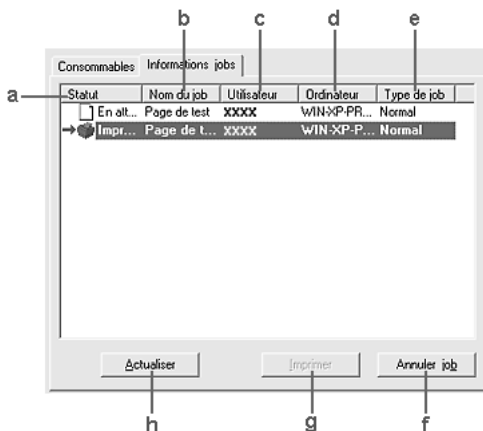 b c d e
Consommables Informations jobs
a Statut Nom du job Utilisateur Ordinateur Type de job
En att... Page de test XXXX WIN-XP-PR... Normal
Impr... Page de t... XXXX WIN-XP-P... Normal
Actualiser Imprimer Annuler job
h g f